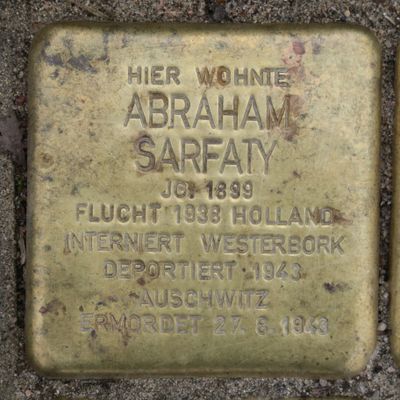 HIER WOHNTE
ABRAHAM
SARFATY
JG. 1899
FLUCHT 1938 HOLLAND
INTERNIERT WESTERBORK
DEPORTIERT 1943
AUSCHWITZ
ERMORDET 27. 8. 1943